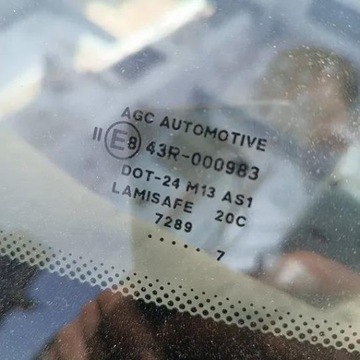 AGC AUTOMOTIVE
II E8 43R-000983
DOT-24 M13 AS1
LAMISAFE 20C
7289
..... 7